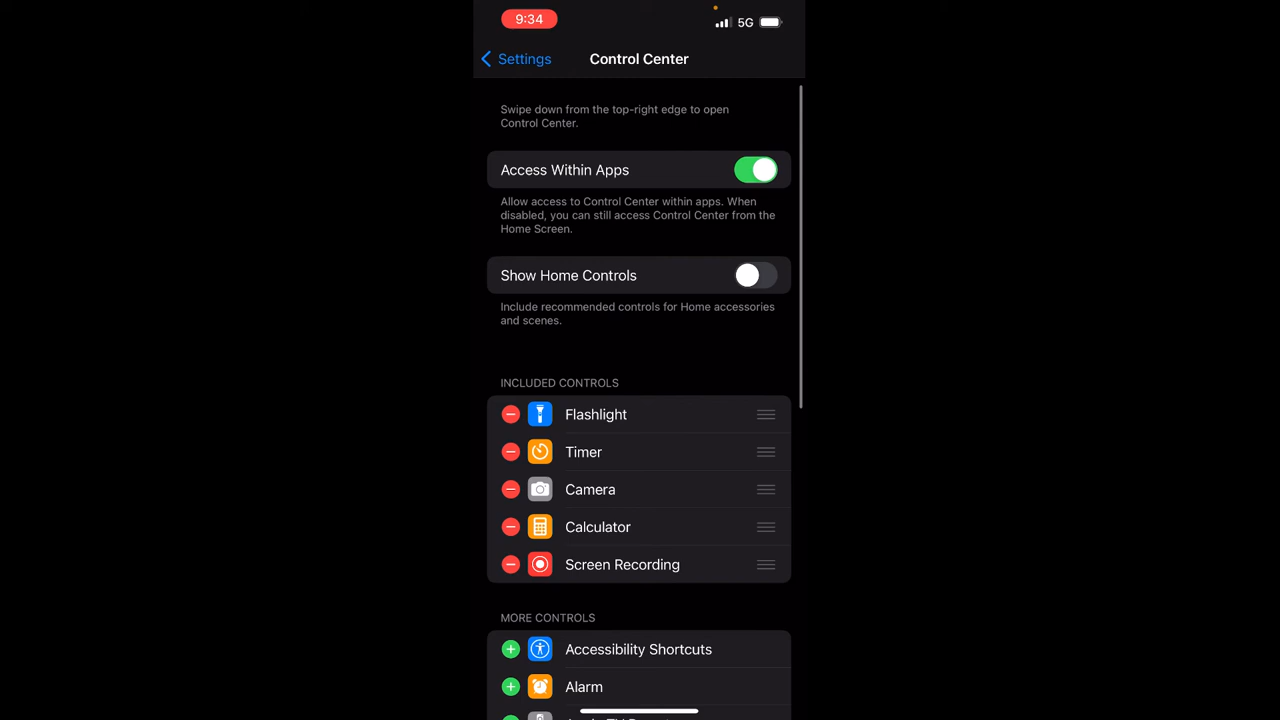 9:34
5G
Settings
Control Center
Swipe down from the top-right edge to open
Control Center.
Access Within Apps
Allow access to Control Center within apps. When
disabled, you can still access Control Center from the
Home Screen.
Show Home Controls
Include recommended controls for Home accessories
and scenes.
INCLUDED CONTROLS
Flashlight
Timer
Camera
Calculator
Screen Recording
MORE CONTROLS
Accessibility Shortcuts
Alarm